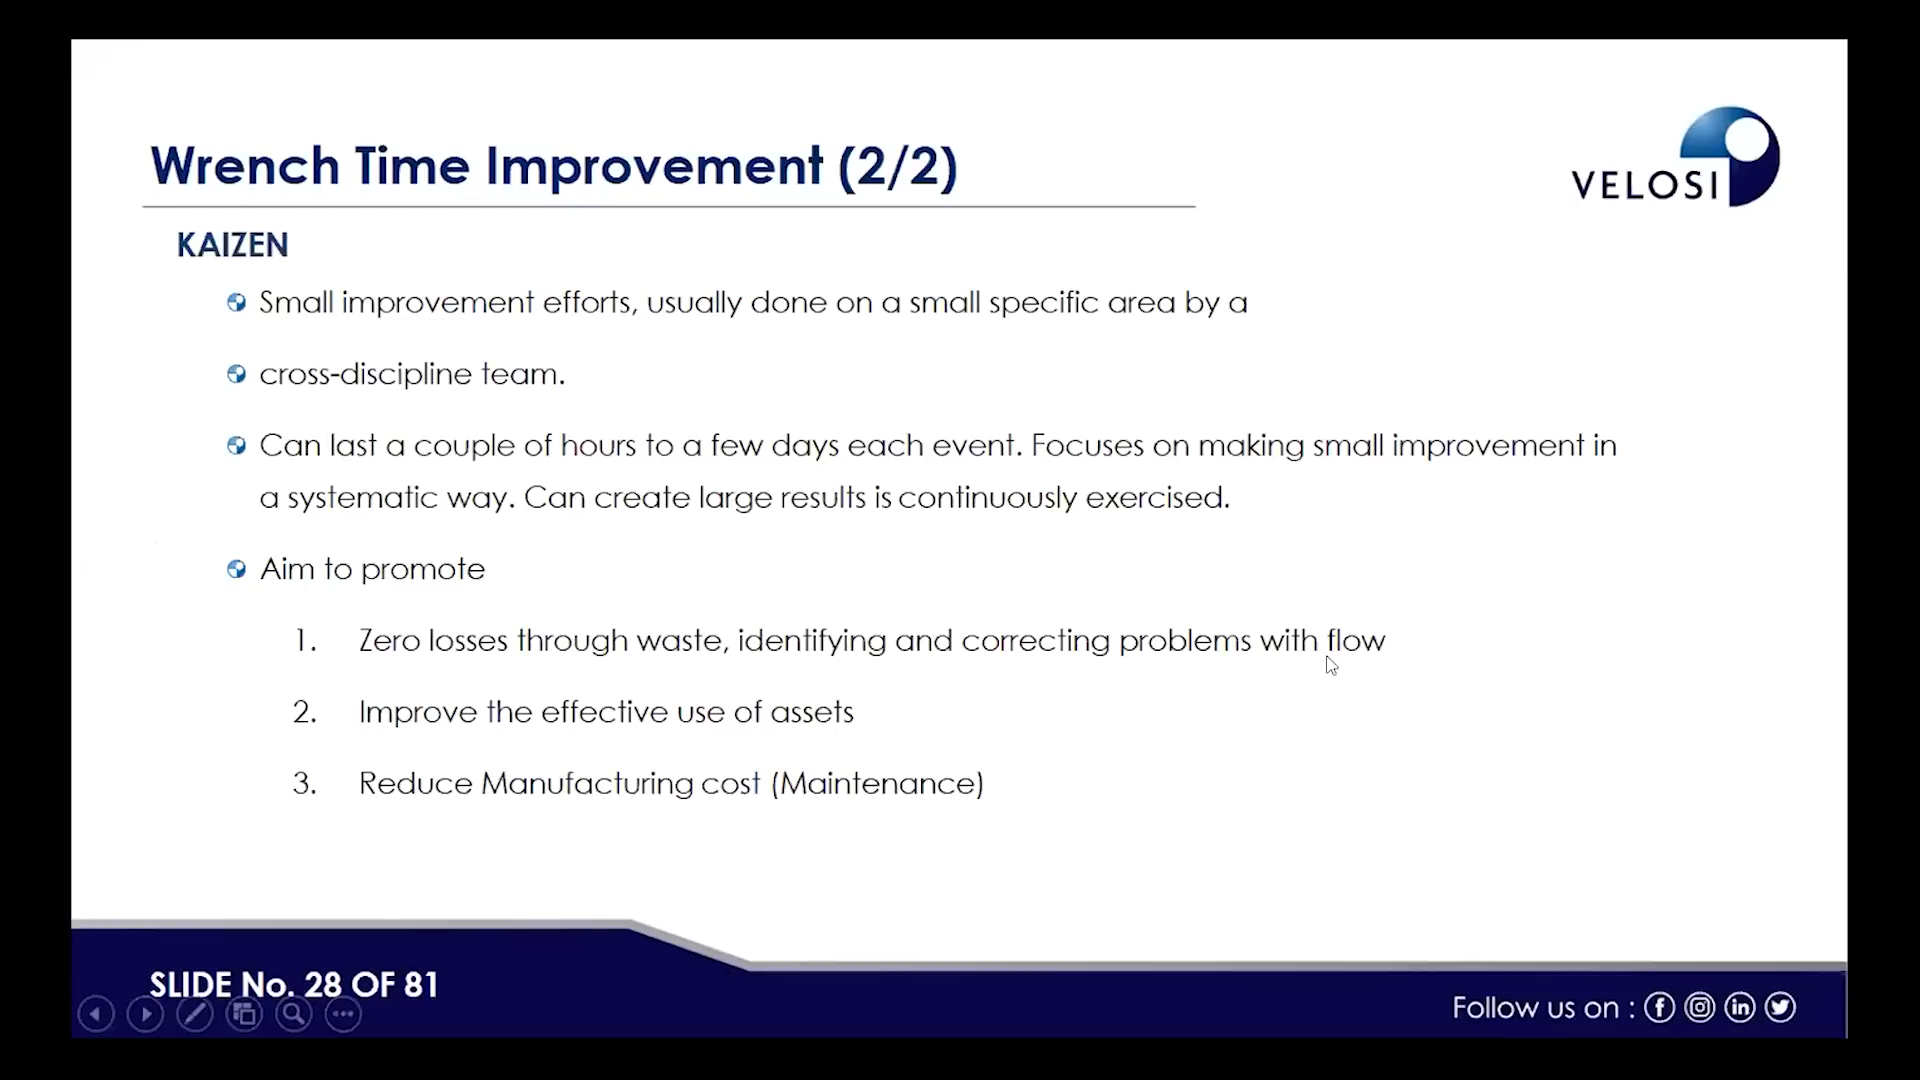 Wrench Time Improvement (2/2)
VELOSI
KAIZEN
Small improvement efforts, usually done on a small specific area by a
cross-discipline team.
Can last a couple of hours to a few days each event. Focuses on making small improvement in
a systematic way. Can create large results is continuously exercised.
Aim to promote
1. Zero losses through waste, identifying and correcting problems with flow
2. Improve the effective use of assets
3. Reduce Manufacturing cost (Maintenance)
SLIDE No. 28 OF 81
Follow us on :